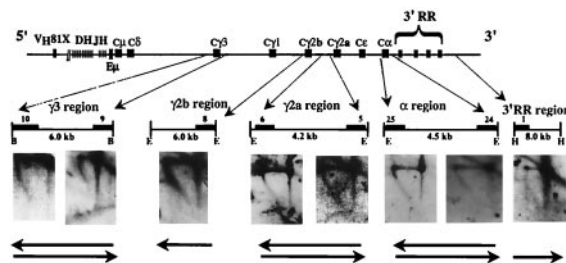 3' RR
5' VH81X DHJH Cμ Cδ Cγ3 Cγ1 Cγ2b Cγ2a Cε Cα 3'
Eμ
γ3 region γ2b region γ2a region α region 3'RR region
10 9 8 6 5 25 24 1
6.0 kb 6.0 kb 4.2 kb 4.5 kb 8.0 kb
B B E E E E E E H H